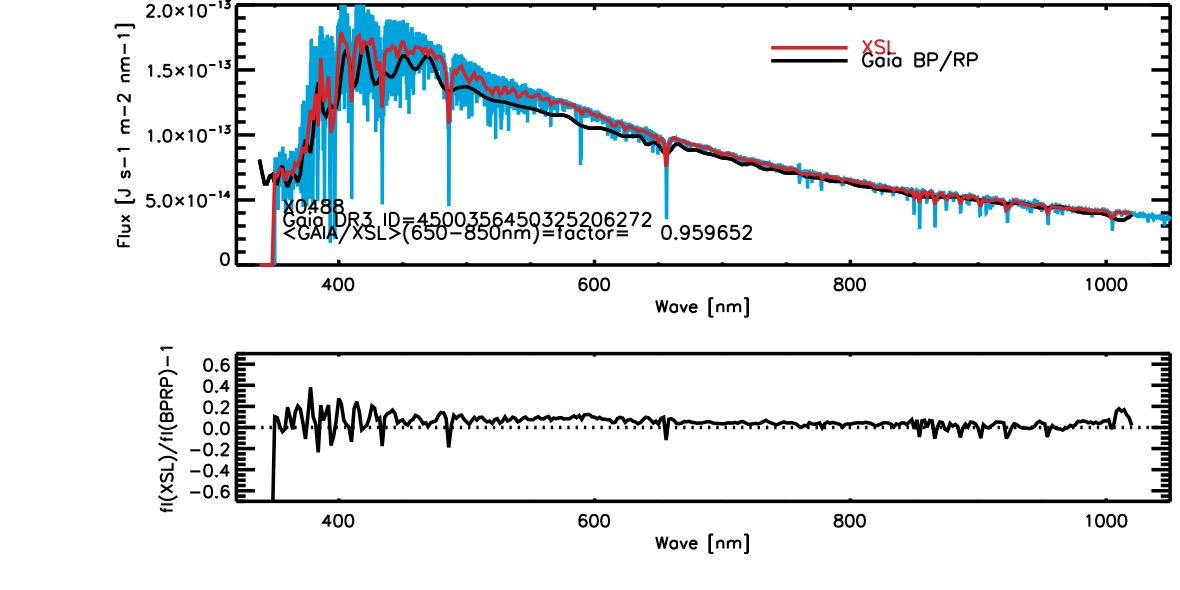 2.0×10−13
1.5×10−13
1.0×10−13
5.0×10−14
0
Flux [J s−1 m−2 nm−1]
XSL
Gaia BP/RP
X0488
Gaia DR3 ID=4500356450325206272
<GAIA/XSL>(650−850nm)=factor= 0.959652
400 600 800 1000
Wave [nm]
0.6
0.4
0.2
0.0
−0.2
−0.4
−0.6
fl(XSL)/fl(BPRP)−1
400 600 800 1000
Wave [nm]